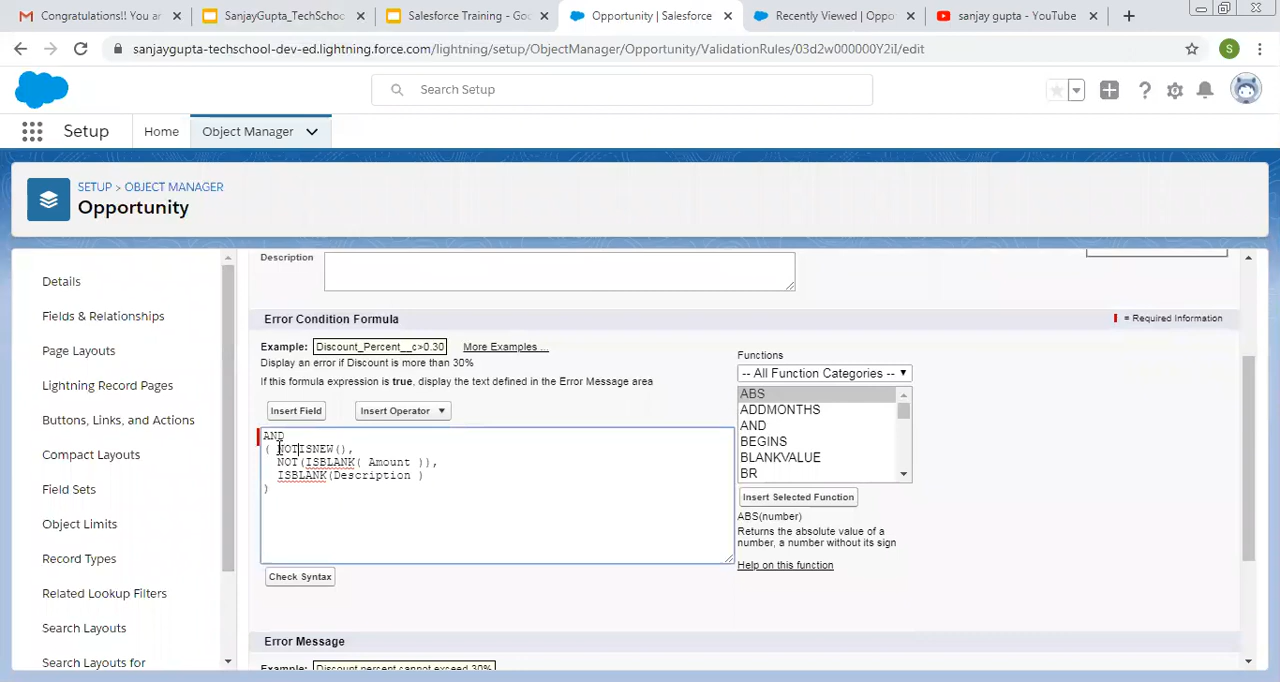 Congratulations!! You ar
SanjayGupta_TechSchoo
Salesforce Training - Goo
Opportunity | Salesforce
Recently Viewed | Oppor
sanjay gupta - YouTube
sanjaygupta-techschool-dev-ed.lightning.force.com/lightning/setup/ObjectManager/Opportunity/ValidationRules/03d2w000000Y2iI/edit
S
Search Setup
Setup
Home
Object Manager
SETUP > OBJECT MANAGER
Opportunity
Details
Fields & Relationships
Page Layouts
Lightning Record Pages
Buttons, Links, and Actions
Compact Layouts
Field Sets
Object Limits
Record Types
Related Lookup Filters
Search Layouts
Search Layouts for
Description
Error Condition Formula
= Required Information
Example: Discount_Percent__c>0.30 More Examples ...
Display an error if Discount is more than 30%
If this formula expression is true, display the text defined in the Error Message area
Insert Field
Insert Operator
AND
( NOTISNEW(),
NOT(ISBLANK( Amount )),
ISBLANK(Description )
)
Check Syntax
Functions
-- All Function Categories --
ABS
ADDMONTHS
AND
BEGINS
BLANKVALUE
BR
Insert Selected Function
ABS(number)
Returns the absolute value of a
number, a number without its sign
Help on this function
Error Message
Example: Discount percent cannot exceed 30%